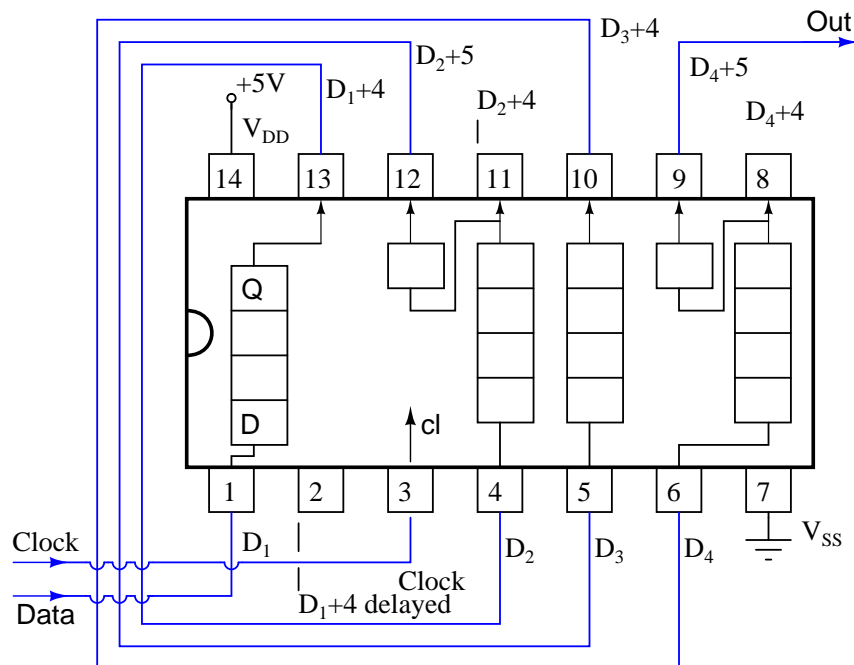 D₃+4
Out
D₂+5
D₄+5
+5V
D₁+4
D₂+4
D₄+4
V_DD
14 13 12 11 10 9 8
Q
D
cl
1 2 3 4 5 6 7
Clock
D₁
D₂
D₃
D₄
V_SS
Clock
Data
D₁+4 delayed